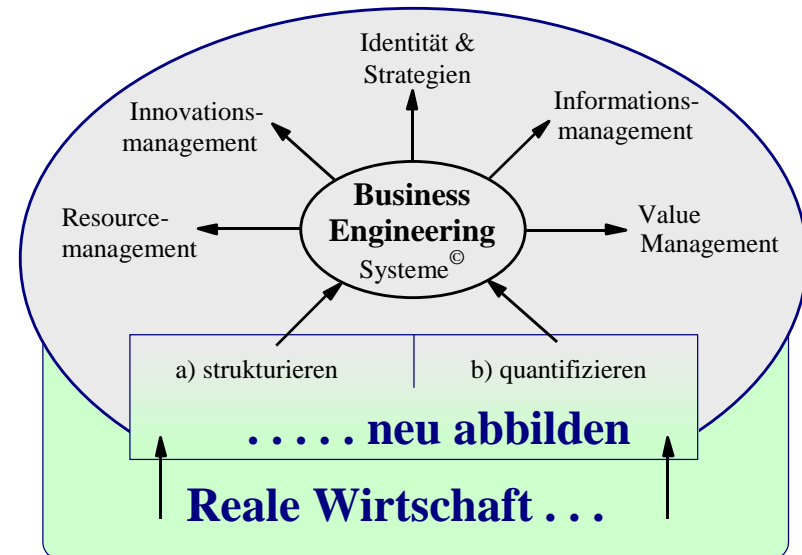 Identität &
Strategien
Innovations-
management
Informations-
management
Resource-
management
Business
Engineering
Systeme©
Value
Management
a) strukturieren
b) quantifizieren
. . . . . neu abbilden
Reale Wirtschaft . . .